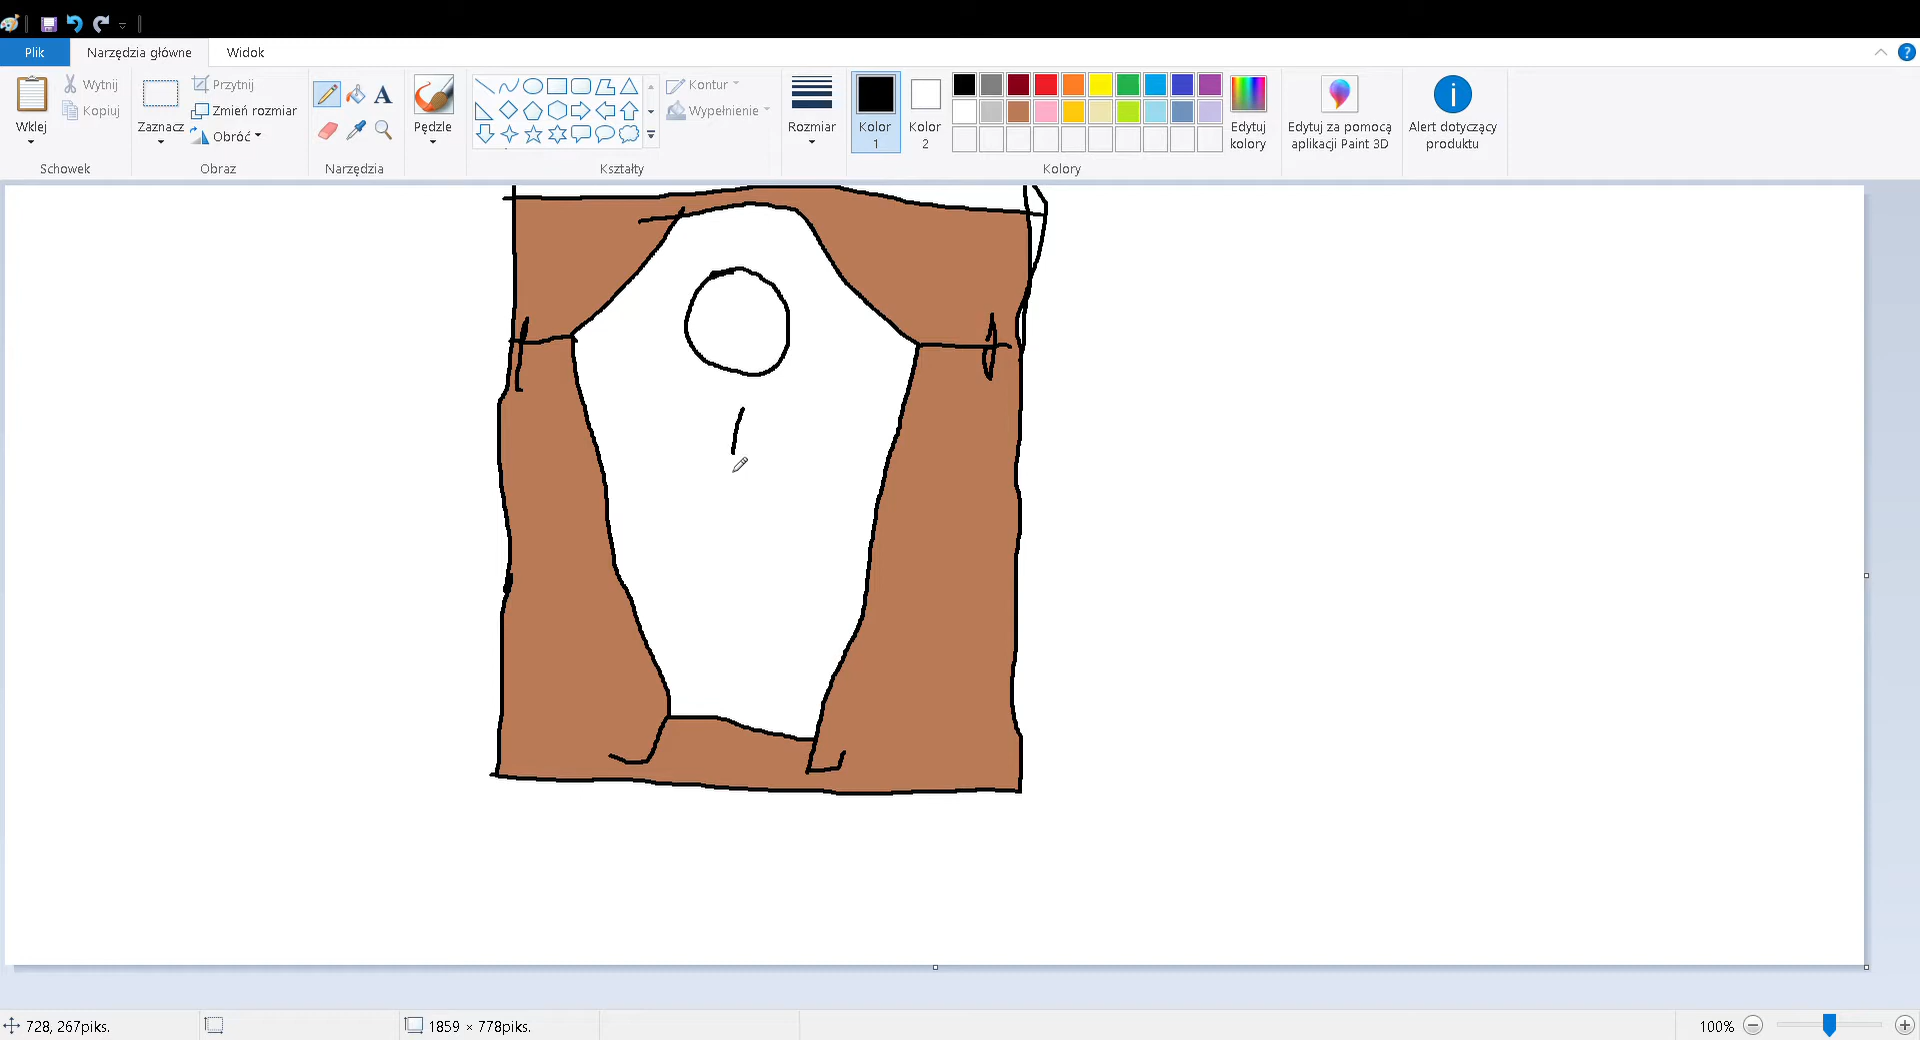 Plik Narzędzia główne Widok
Wklej
Wytnij
Kopiuj
Schowek
Zaznacz
Przytnij
Zmień rozmiar
Obróć
Obraz
A
Narzędzia
Pędzle
Kontur
Wypełnienie
Kształty
Rozmiar
Kolor
1
Kolor
2
Edytuj
kolory
Kolory
Edytuj za pomocą
aplikacji Paint 3D
Alert dotyczący
produktu
728, 267piks.
1859 × 778piks.
100%